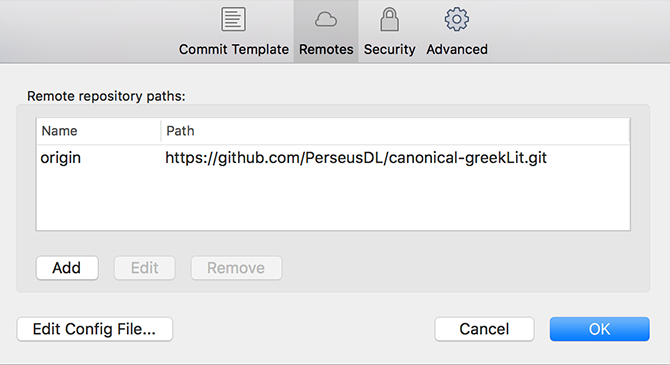 Commit Template Remotes Security Advanced
Remote repository paths:
Name Path
origin https://github.com/PerseusDL/canonical-greekLit.git
Add Edit Remove
Edit Config File... Cancel OK